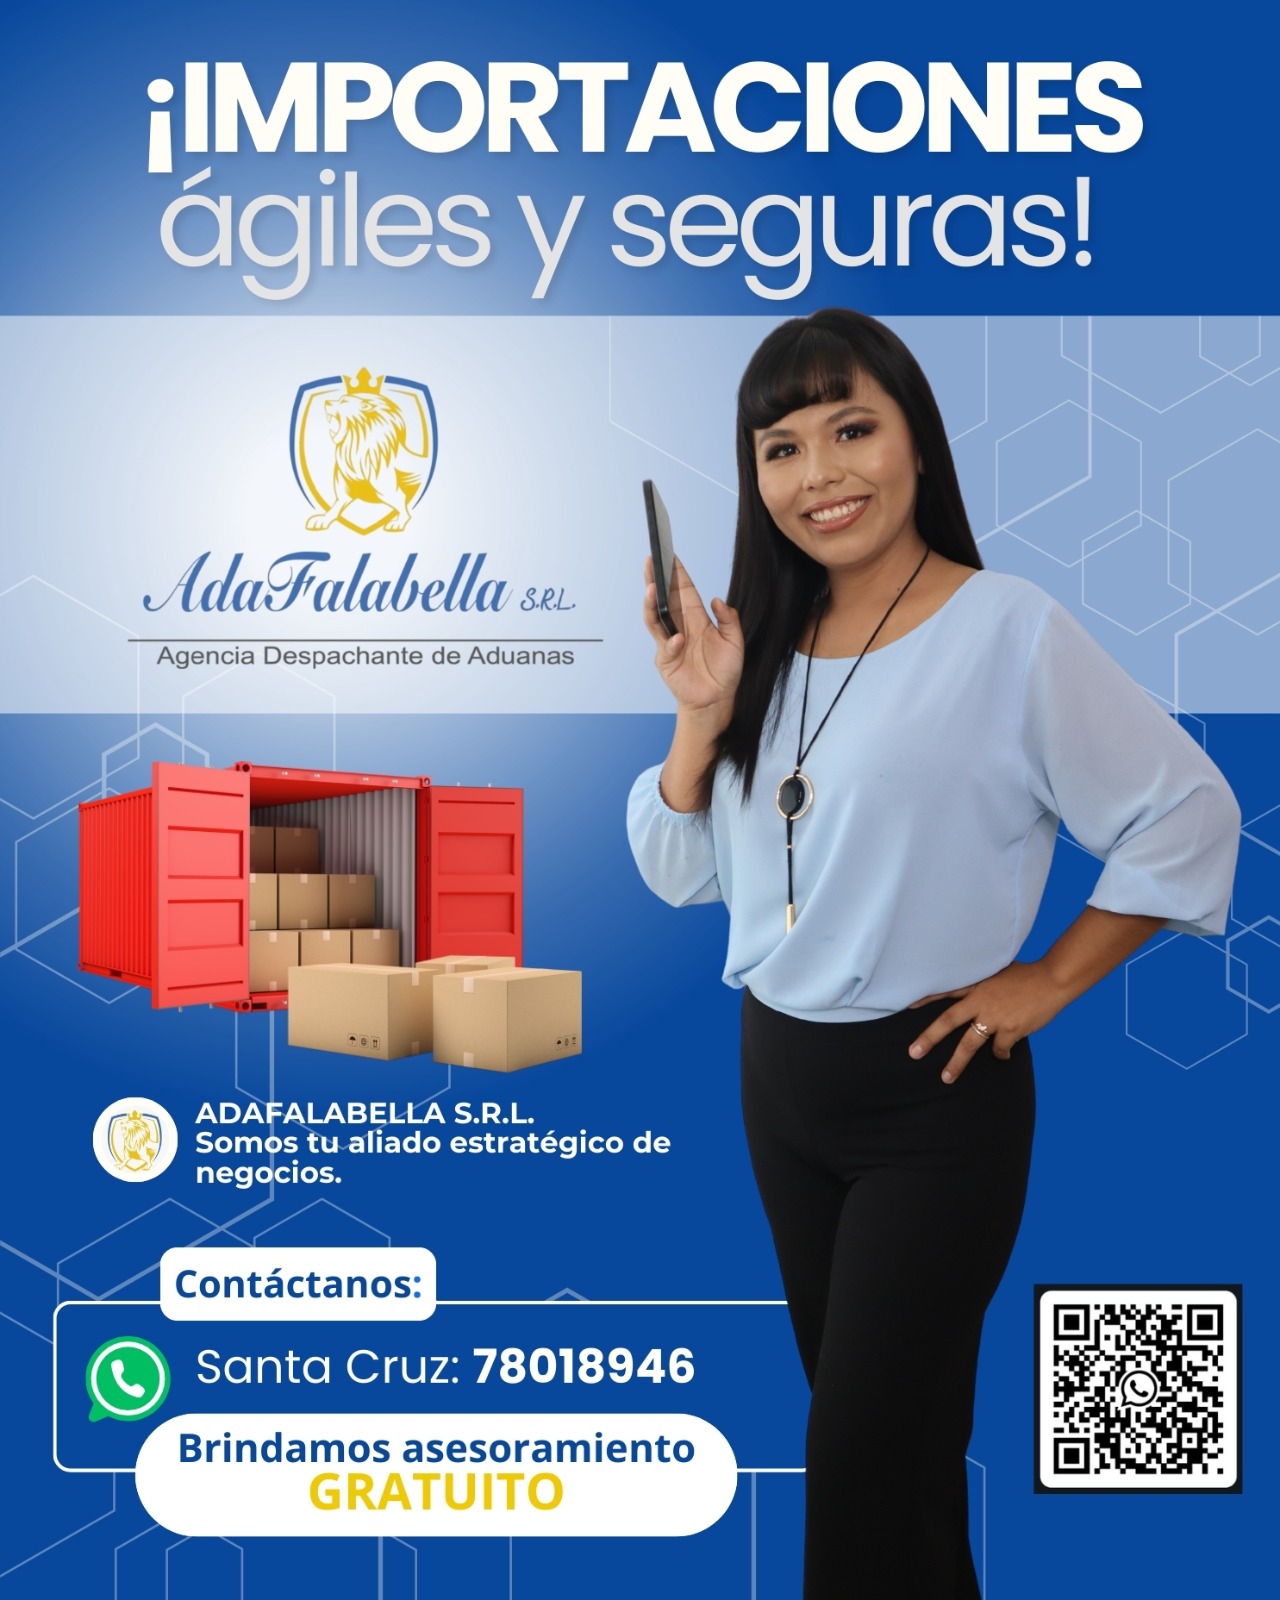 ¡IMPORTACIONES
ágiles y seguras!
AdaFalabella S.R.L.
Agencia Despachante de Aduanas
ADAFALABELLA S.R.L.
Somos tu aliado estratégico de
negocios.
Contáctanos:
Santa Cruz: 78018946
Brindamos asesoramiento
GRATUITO